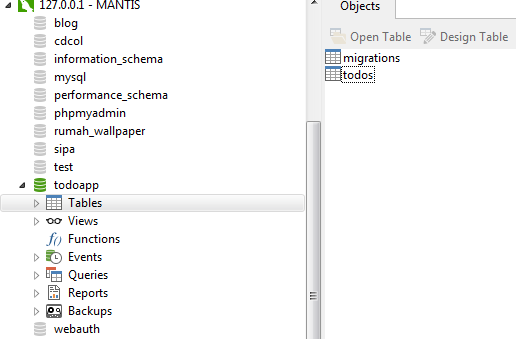 127.0.0.1 - MANTIS
blog
cdcol
information_schema
mysql
performance_schema
phpmyadmin
rumah_wallpaper
sipa
test
todoapp
Tables
Views
f() Functions
Events
Queries
Reports
Backups
webauth
Objects
Open Table Design Table
migrations
todos